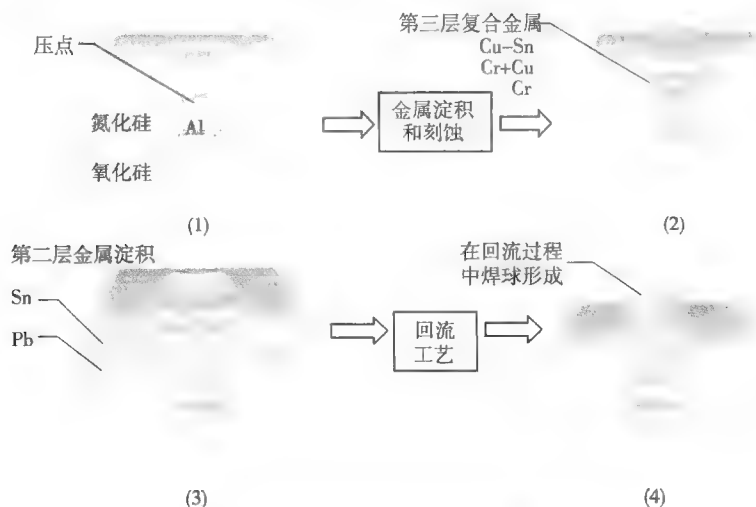 压点
氮化硅
Al
氧化硅
(1)
金属淀积
和刻蚀
第三层复合金属
Cu-Sn
Cr+Cu
Cr
(2)
第二层金属淀积
Sn
Pb
(3)
回流
工艺
在回流过程
中焊球形成
(4)